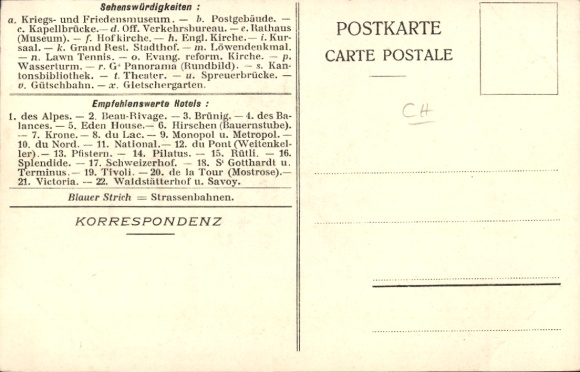 Sehenswürdigkeiten :
a. Kriegs- und Friedensmuseum. — b. Postgebäude. —
c. Kapellbrücke. — d. Off. Verkehrsbureau. — e. Rathaus
(Museum). — f. Hofkirche. — h. Engl. Kirche. — i. Kur-
saal. — k. Grand Rest. Stadthof. — m. Löwendenkmal.
— n. Lawn Tennis. — o. Evang. reform. Kirche. — p.
Wasserturm. — r. Gd Panorama (Rundbild). — s. Kan-
tonsbibliothek. — t. Theater. — u. Spreuerbrücke. —
v. Gütschbahn. — x. Gletschergarten.
Empfehlenswerte Hotels :
1. des Alpes. — 2. Beau-Rivage. — 3. Brünig. — 4. des Ba-
lances. — 5. Eden House. — 6. Hirschen (Bauernstube).
— 7. Krone. — 8. du Lac. — 9. Monopol u. Metropol. —
10. du Nord. — 11. National. — 12. du Pont (Weitenkel-
ler). — 13. Pfistern. — 14. Pilatus. — 15. Rütli. — 16.
Splendide. — 17. Schweizerhof. — 18. St Gotthardt u.
Terminus. — 19. Tivoli. — 20. de la Tour (Mostrose). —
21. Victoria. — 22. Waldstätterhof u. Savoy.
Blauer Strich = Strassenbahnen.
KORRESPONDENZ
POSTKARTE
CARTE POSTALE
CH